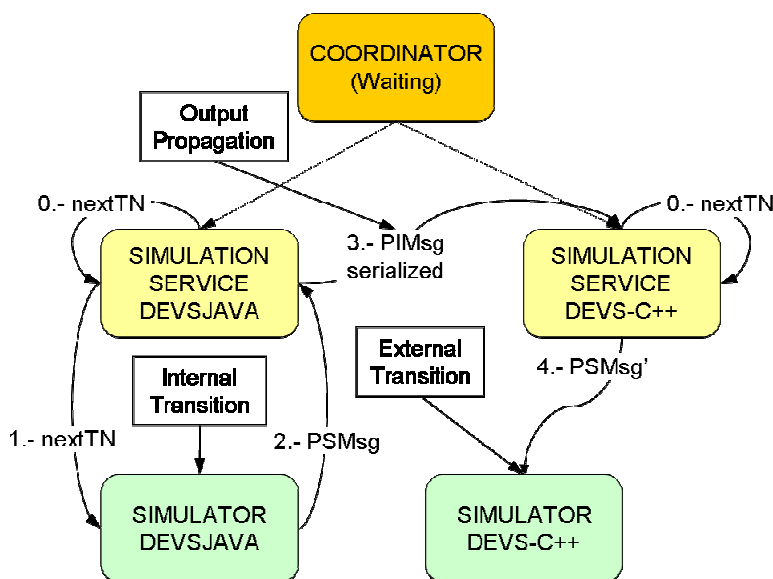 COORDINATOR
(Waiting)
Output
Propagation
0.- nextTN
0.- nextTN
3.- PIMsg
serialized
SIMULATION
SERVICE
DEVSJAVA
SIMULATION
SERVICE
DEVS-C++
Internal
Transition
External
Transition
4.- PSMsg'
1.- nextTN
2.- PSMsg
SIMULATOR
DEVSJAVA
SIMULATOR
DEVS-C++